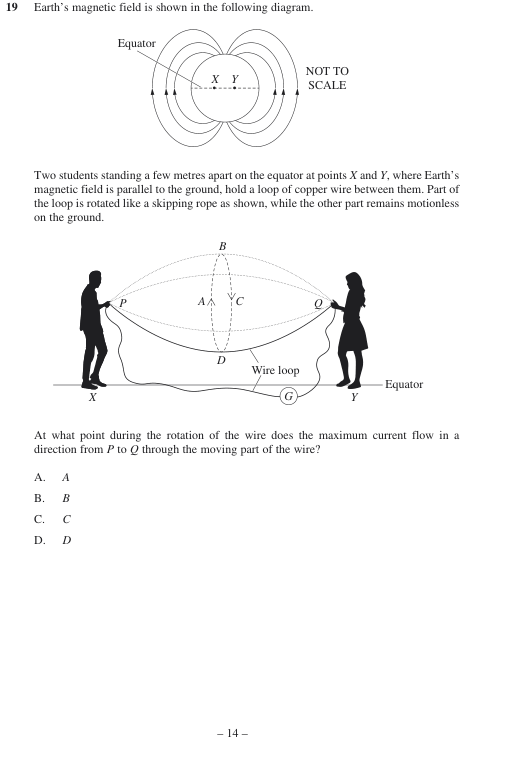 19 Earth's magnetic field is shown in the following diagram.
Equator
X Y
NOT TO
SCALE
Two students standing a few metres apart on the equator at points X and Y, where Earth's
magnetic field is parallel to the ground, hold a loop of copper wire between them. Part of
the loop is rotated like a skipping rope as shown, while the other part remains motionless
on the ground.
B
P A C Q
D
Wire loop
Equator
X G Y
At what point during the rotation of the wire does the maximum current flow in a
direction from P to Q through the moving part of the wire?
A. A
B. B
C. C
D. D
– 14 –